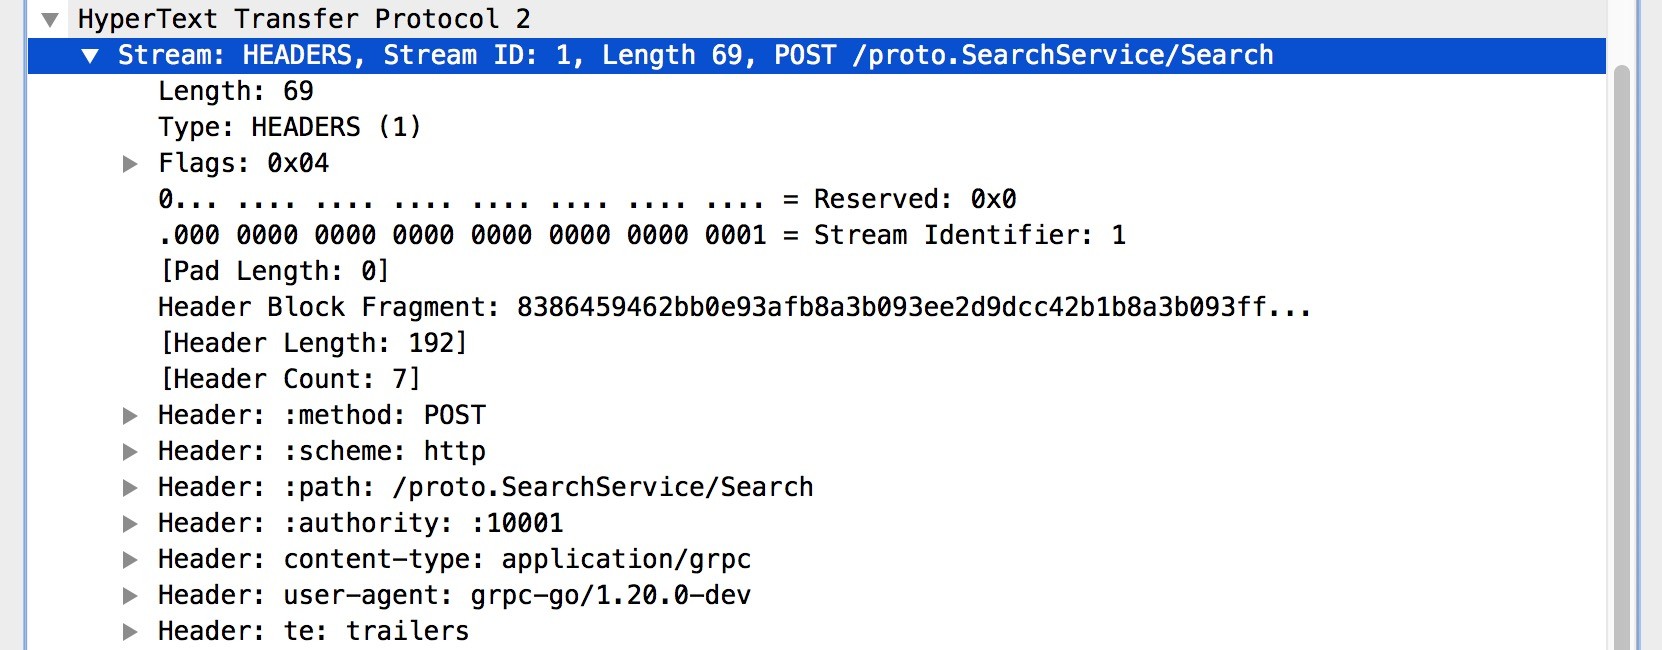 HyperText Transfer Protocol 2
Stream: HEADERS, Stream ID: 1, Length 69, POST /proto.SearchService/Search
Length: 69
Type: HEADERS (1)
Flags: 0x04
0... .... .... .... .... .... .... .... = Reserved: 0x0
.000 0000 0000 0000 0000 0000 0000 0001 = Stream Identifier: 1
[Pad Length: 0]
Header Block Fragment: 8386459462bb0e93afb8a3b093ee2d9dcc42b1b8a3b093ff...
[Header Length: 192]
[Header Count: 7]
Header: :method: POST
Header: :scheme: http
Header: :path: /proto.SearchService/Search
Header: :authority: :10001
Header: content-type: application/grpc
Header: user-agent: grpc-go/1.20.0-dev
Header: te: trailers